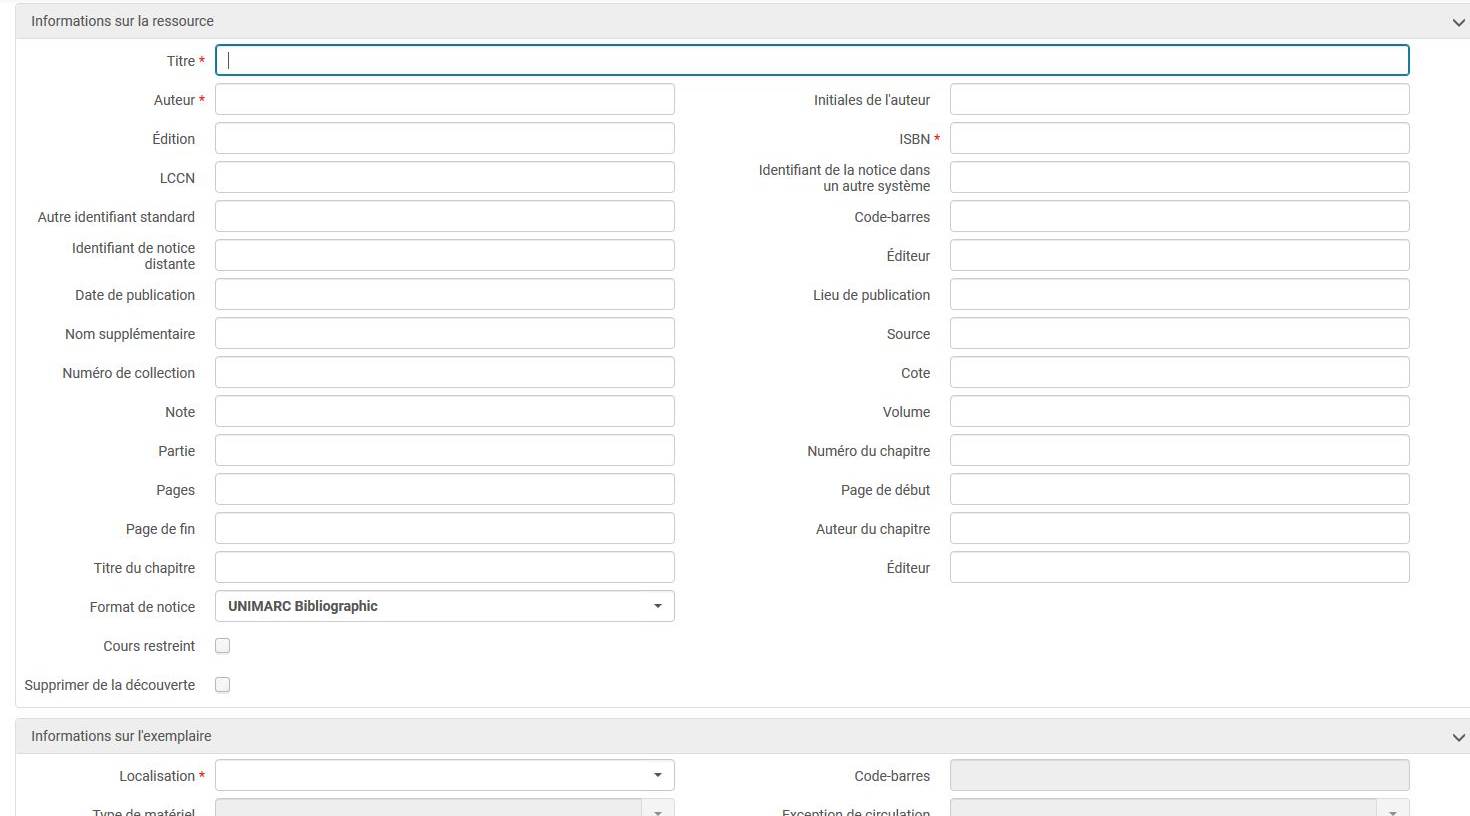 Informations sur la ressource
Titre *
Auteur *
Initiales de l'auteur
Édition
ISBN *
LCCN
Identifiant de la notice dans
un autre système
Autre identifiant standard
Code-barres
Identifiant de notice
distante
Éditeur
Date de publication
Lieu de publication
Nom supplémentaire
Source
Numéro de collection
Cote
Note
Volume
Partie
Numéro du chapitre
Pages
Page de début
Page de fin
Auteur du chapitre
Titre du chapitre
Éditeur
Format de notice
UNIMARC Bibliographic
Cours restreint
Supprimer de la découverte
Informations sur l'exemplaire
Localisation *
Code-barres
Type de matériel
Exception de circulation